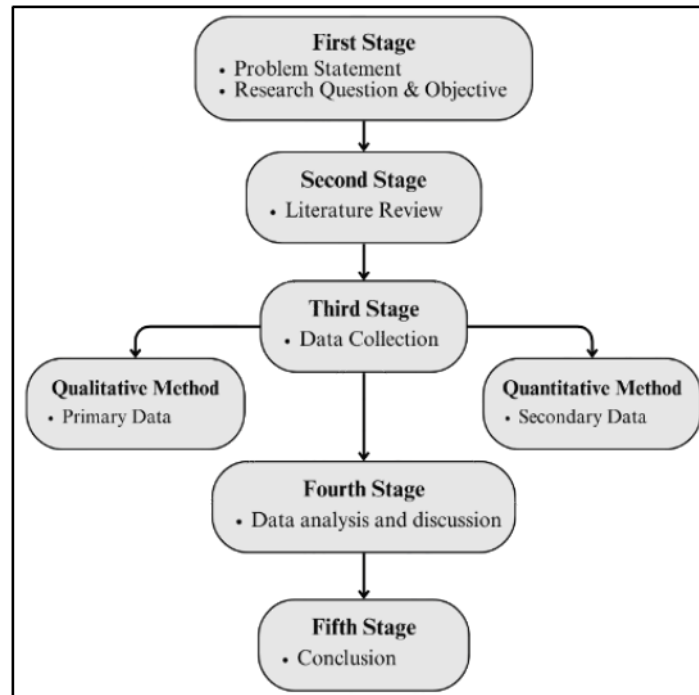 First Stage
• Problem Statement
• Research Question & Objective
Second Stage
• Literature Review
Third Stage
• Data Collection
Qualitative Method
• Primary Data
Quantitative Method
• Secondary Data
Fourth Stage
• Data analysis and discussion
Fifth Stage
• Conclusion